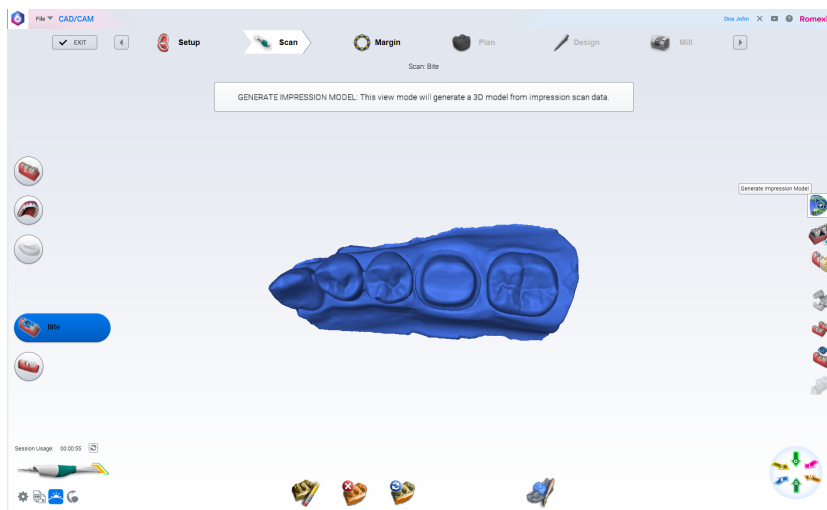 File CAD/CAM
Doe John
Romexi
EXIT
Setup
Scan
Margin
Plan
Design
Mill
Scan: Bite
GENERATE IMPRESSION MODEL: This view mode will generate a 3D model from impression scan data.
Generate Impression Model
Bite
Session Usage: 00:00:55